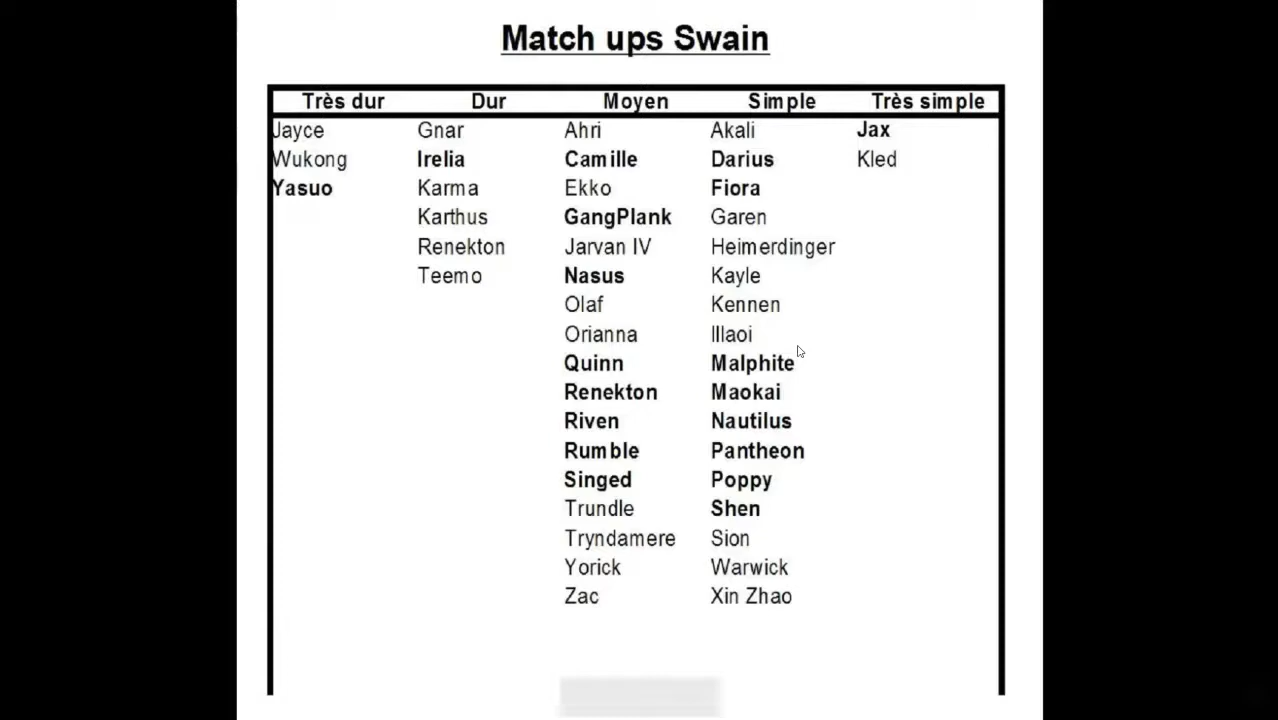 Match ups Swain
Très dur Dur Moyen Simple Très simple
Jayce Gnar Ahri Akali Jax
Wukong Irelia Camille Darius Kled
Yasuo Karma Ekko Fiora
Karthus GangPlank Garen
Renekton Jarvan IV Heimerdinger
Teemo Nasus Kayle
Olaf Kennen
Orianna Illaoi
Quinn Malphite
Renekton Maokai
Riven Nautilus
Rumble Pantheon
Singed Poppy
Trundle Shen
Tryndamere Sion
Yorick Warwick
Zac Xin Zhao